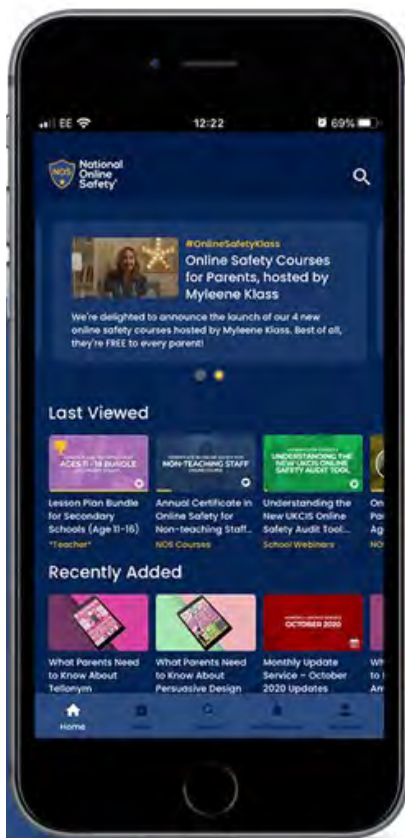 EE
12:22
69%
NOS
National
Online
Safety
#OnlineSafetyKlass
Online Safety Courses
for Parents, hosted by
Myleene Klass
We're delighted to announce the launch of our 4 new
online safety courses hosted by Myleene Klass. Best of all,
they're FREE to every parent!
Last Viewed
AGES 11 - 16 BUNDLE
NON-TEACHING STAFF
UNDERSTANDING THE
NEW UKCIS ONLINE
SAFETY AUDIT TOOL
Lesson Plan Bundle
for Secondary
Schools (Age 11-16)
*Teacher*
Annual Certificate in
Online Safety for
Non-teaching Staff...
NOS Courses
Understanding the
New UKCIS Online
Safety Audit Tool...
School Webinars
Recently Added
OCTOBER 2020
What Parents Need
to Know About
Tellonym
What Parents Need
to Know About
Persuasive Design
Monthly Update
Service – October
2020 Updates
Home